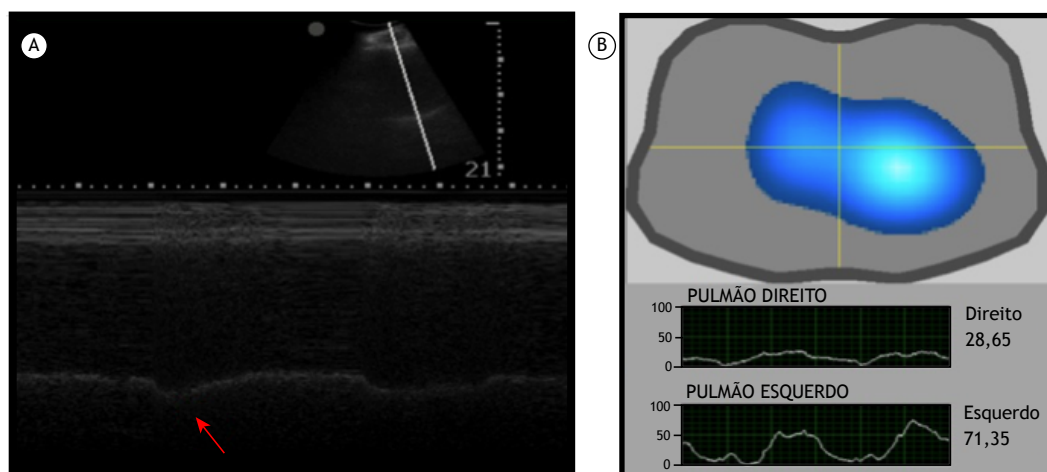 A
21
B
PULMÃO DIREITO
100
50
0
Direito
28,65
PULMÃO ESQUERDO
100
50
0
Esquerdo
71,35